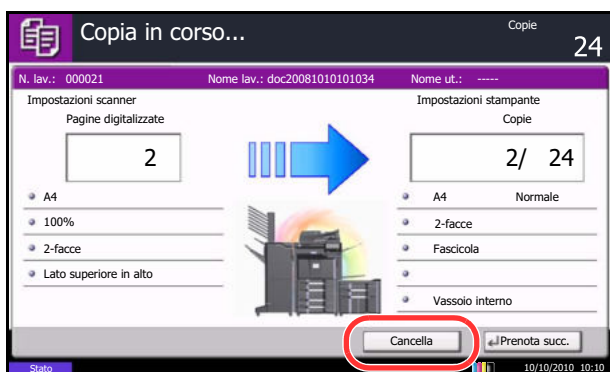 Copia in corso...
Copie
24
N. lav.: 000021 Nome lav.: doc20081010101034 Nome ut.: -----
Impostazioni scanner
Pagine digitalizzate
2
A4
100%
2-facce
Lato superiore in alto
Impostazioni stampante
Copie
2/ 24
A4 Normale
2-facce
Fascicola
Vassoio interno
Cancella
Prenota succ.
Stato
10/10/2010 10:10